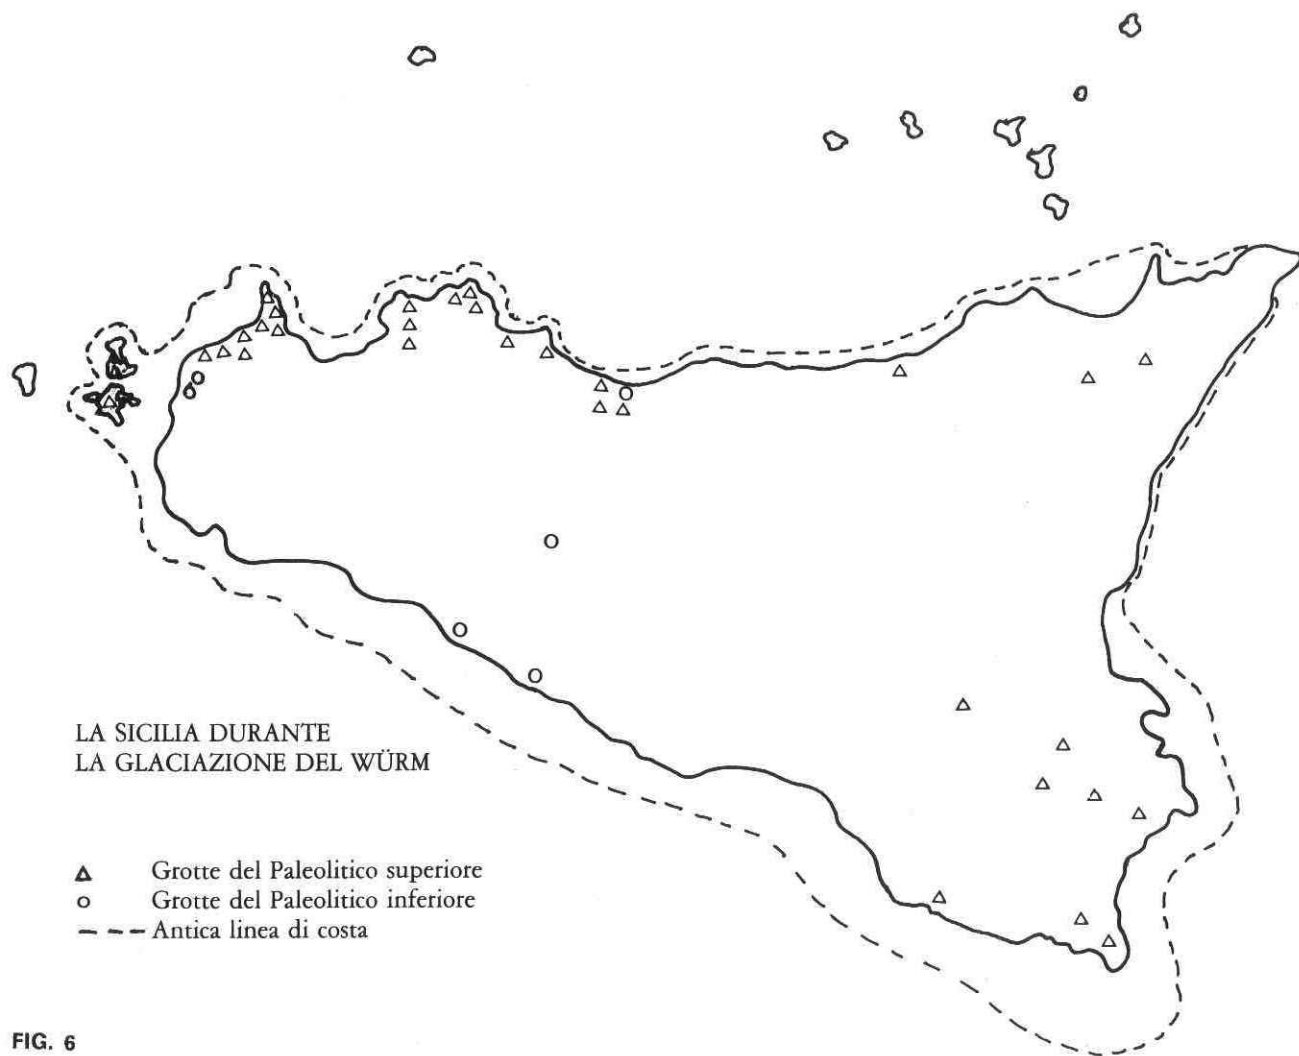 LA SICILIA DURANTE
LA GLACIAZIONE DEL WÜRM
Grotte del Paleolitico superiore
Grotte del Paleolitico inferiore
Antica linea di costa
FIG. 6